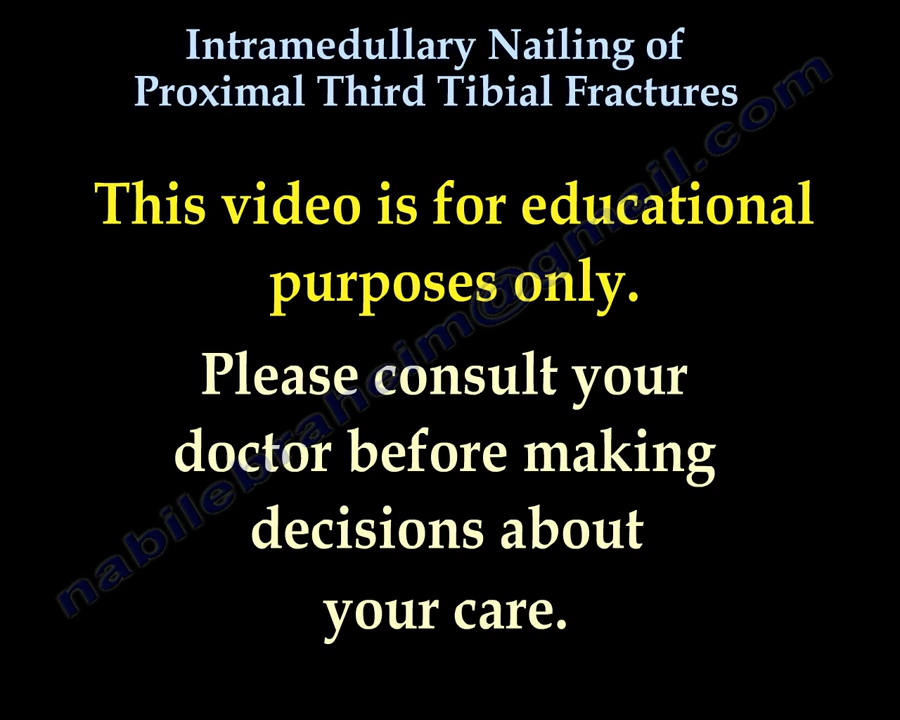 Intramedullary Nailing of
Proximal Third Tibial Fractures
This video is for educational
purposes only.
Please consult your
doctor before making
decisions about
your care.
nabilebraheim@gmail.com